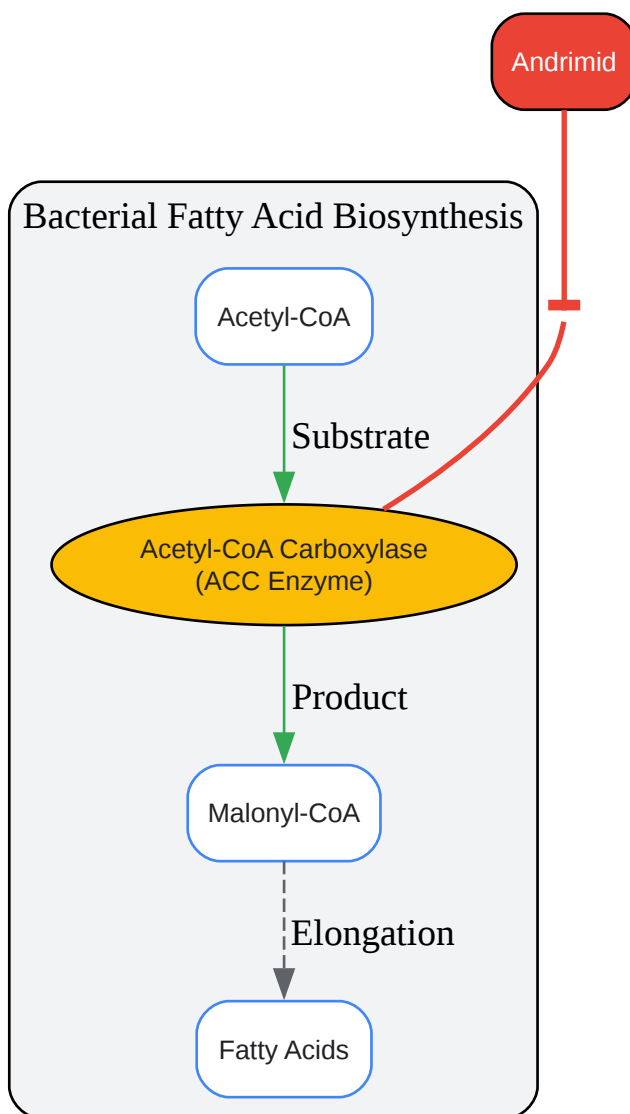 Andrimid
Bacterial Fatty Acid Biosynthesis
Acetyl-CoA
Substrate
Acetyl-CoA Carboxylase
(ACC Enzyme)
Product
Malonyl-CoA
Elongation
Fatty Acids